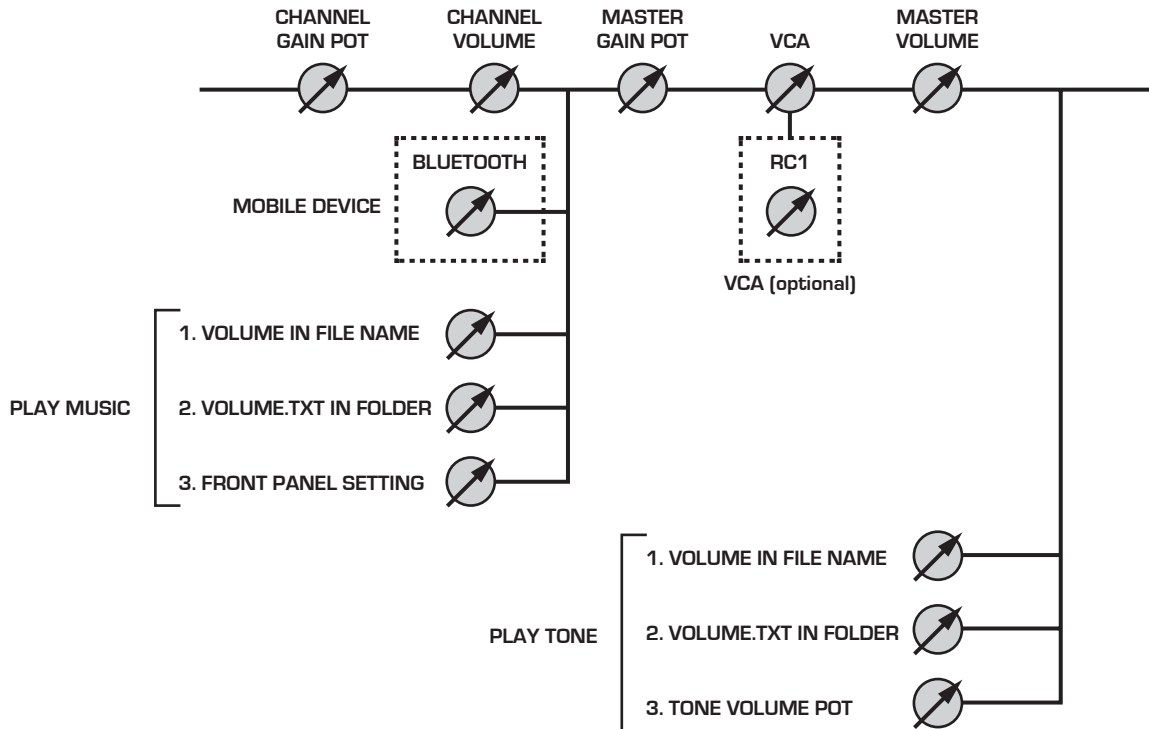 CHANNEL
GAIN POT
CHANNEL
VOLUME
MASTER
GAIN POT
VCA
MASTER
VOLUME
BLUETOOTH
MOBILE DEVICE
RC1
VCA (optional)
PLAY MUSIC
1. VOLUME IN FILE NAME
2. VOLUME.TXT IN FOLDER
3. FRONT PANEL SETTING
PLAY TONE
1. VOLUME IN FILE NAME
2. VOLUME.TXT IN FOLDER
3. TONE VOLUME POT